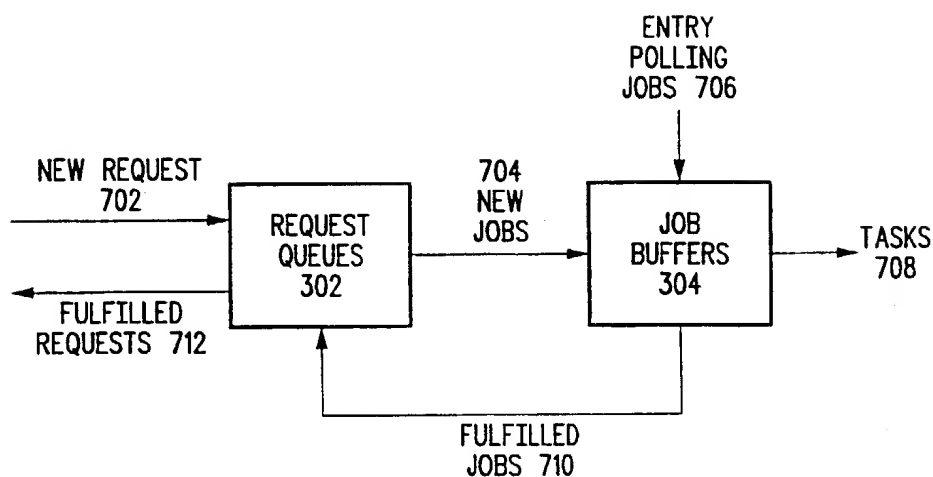 ENTRY
POLLING
JOBS 706
NEW REQUEST
702
704
NEW
JOBS
REQUEST
QUEUES
302
JOB
BUFFERS
304
TASKS
708
FULFILLED
REQUESTS 712
FULFILLED
JOBS 710